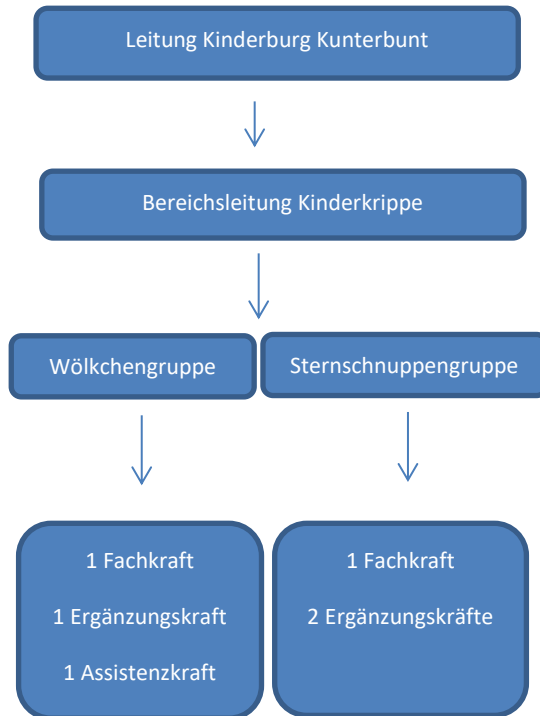 Leitung Kinderburg Kunterbunt
Bereichsleitung Kinderkrippe
Wölkchengruppe
Sternschnuppengruppe
1 Fachkraft
1 Ergänzungskraft
1 Assistenzkraft
1 Fachkraft
2 Ergänzungskräfte